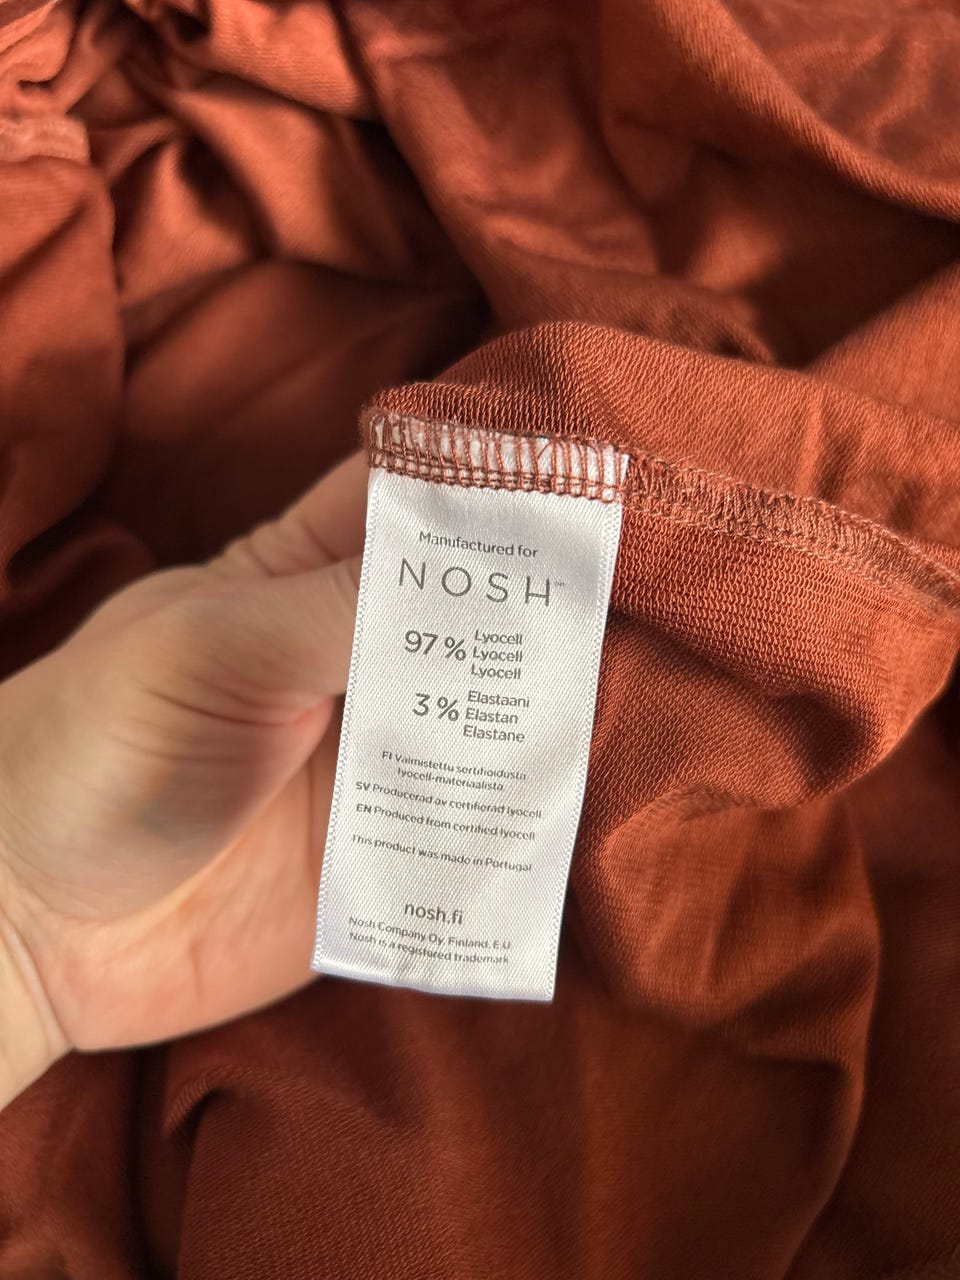 Manufactured for
NOSH™
97 % Lyocell
Lyocell
Lyocell
3 % Elastaani
Elastan
Elastane
FI Valmistettu sertifioidusta
lyocell-materiaalista
SV Producerad av certifierad lyocell
EN Produced from certified lyocell
This product was made in Portugal
nosh.fi
Nosh Company Oy, Finland, E.U
Nosh is a registered trademark